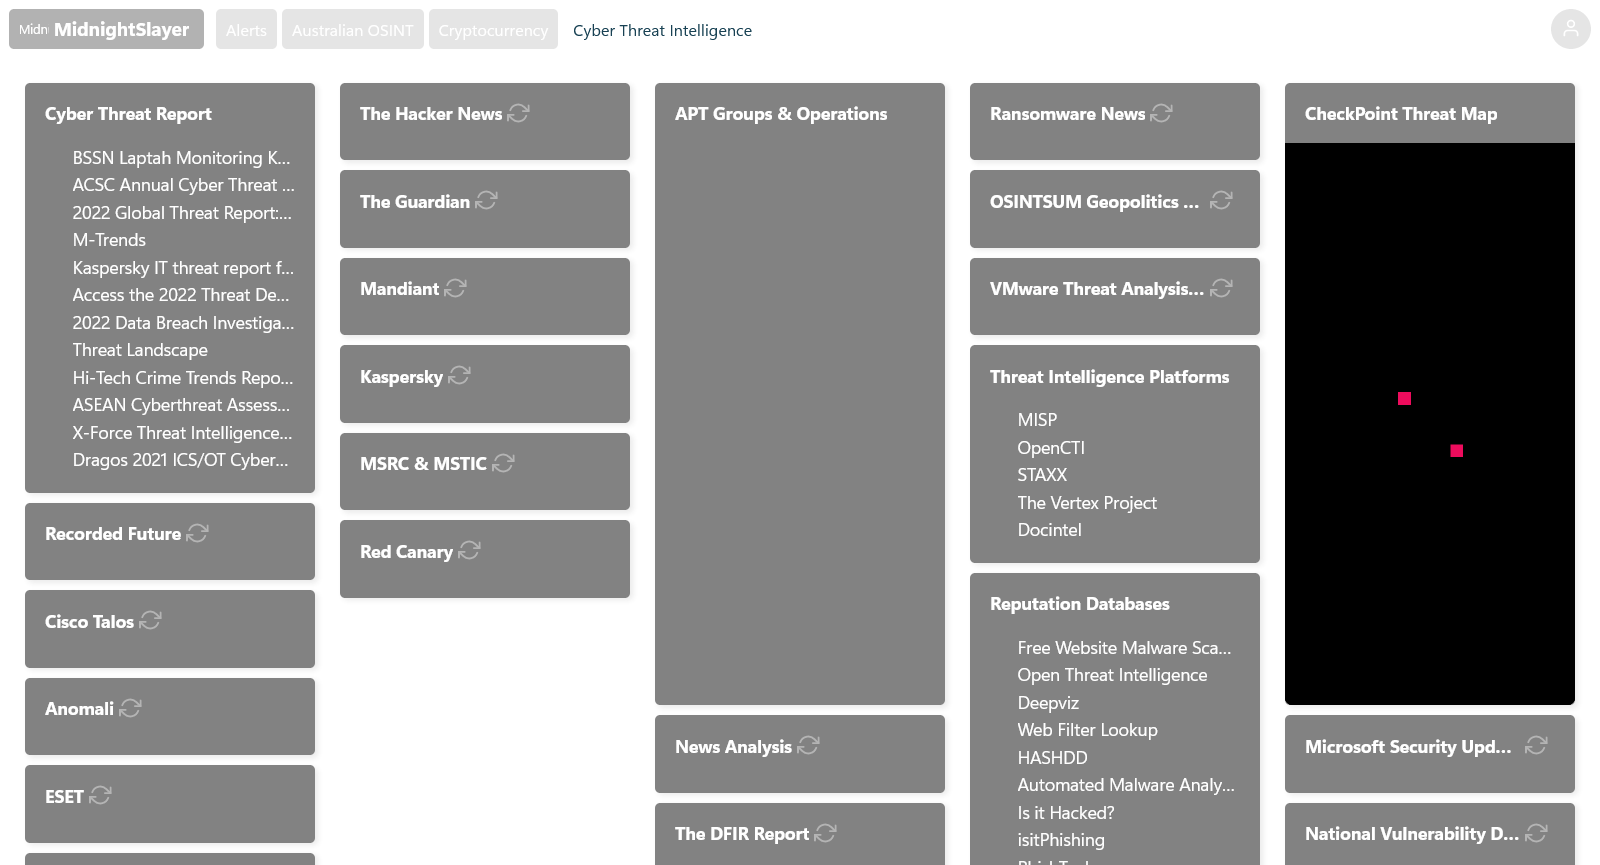 Midn MidnightSlayer
Alerts
Australian OSINT
Cryptocurrency
Cyber Threat Intelligence
Cyber Threat Report
BSSN Laptah Monitoring K...
ACSC Annual Cyber Threat ...
2022 Global Threat Report:...
M-Trends
Kaspersky IT threat report f...
Access the 2022 Threat De...
2022 Data Breach Investiga...
Threat Landscape
Hi-Tech Crime Trends Repo...
ASEAN Cyberthreat Assess...
X-Force Threat Intelligence...
Dragos 2021 ICS/OT Cyber...
Recorded Future
Cisco Talos
Anomali
ESET
The Hacker News
The Guardian
Mandiant
Kaspersky
MSRC & MSTIC
Red Canary
APT Groups & Operations
News Analysis
The DFIR Report
Ransomware News
OSINTSUM Geopolitics ...
VMware Threat Analysis...
Threat Intelligence Platforms
MISP
OpenCTI
STAXX
The Vertex Project
Docintel
Reputation Databases
Free Website Malware Sca...
Open Threat Intelligence
Deepviz
Web Filter Lookup
HASHDD
Automated Malware Analy...
Is it Hacked?
isitPhishing
CheckPoint Threat Map
Microsoft Security Upd...
National Vulnerability D...